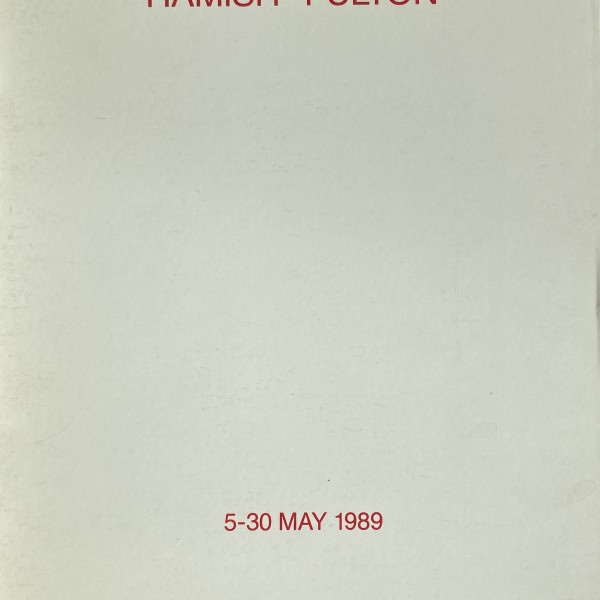 HAMISH FULTON
5-30 MAY 1989